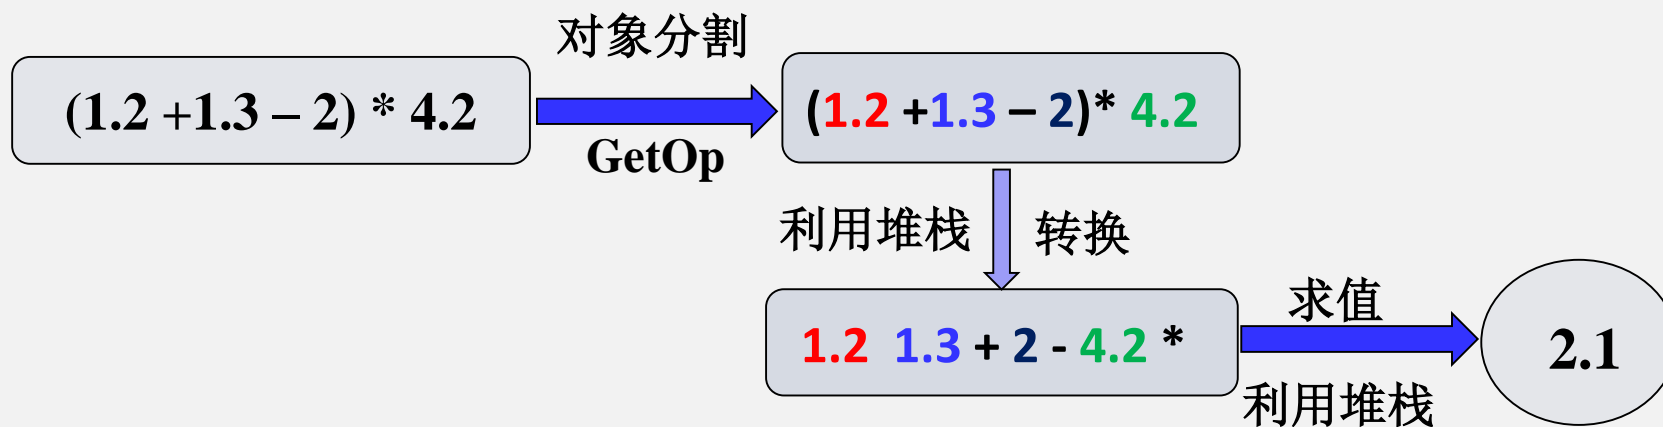 对象分割
(1.2 +1.3 – 2) * 4.2
(1.2 +1.3 – 2)* 4.2
GetOp
利用堆栈 转换
求值
1.2 1.3 + 2 - 4.2 *
2.1
利用堆栈